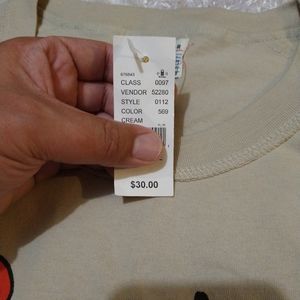 676843
CLASS 0097
VENDOR 52280
STYLE 0112
COLOR 569
CREAM
$30.00